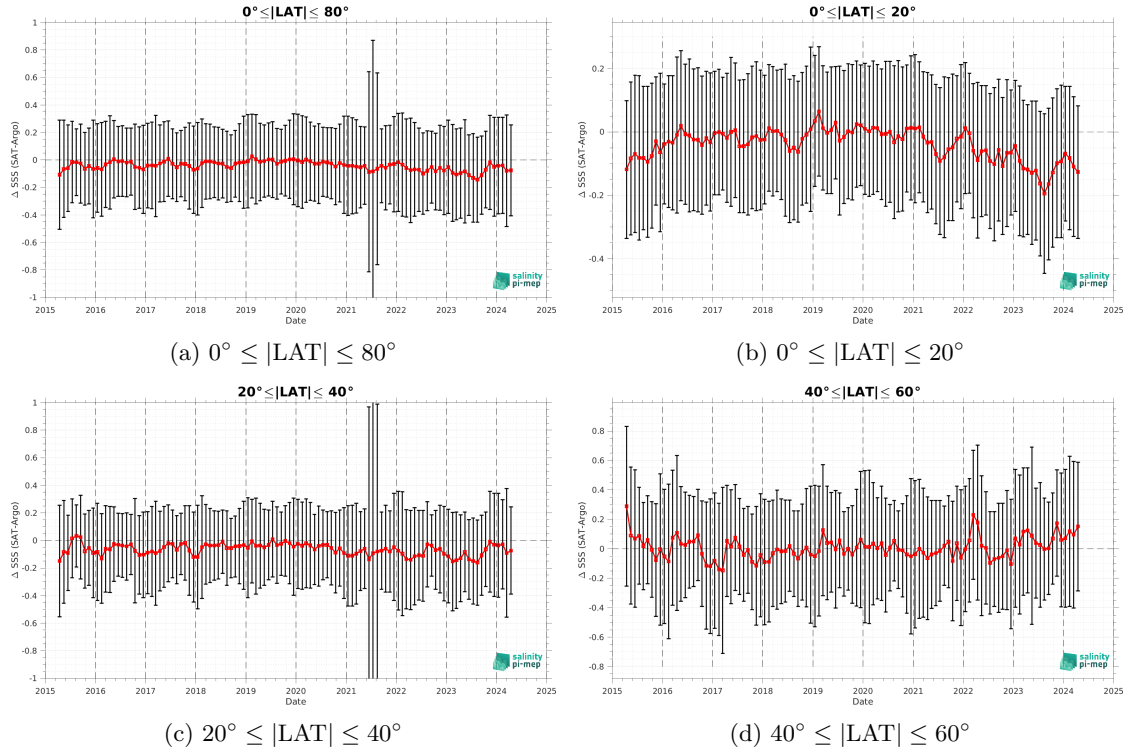 0°≤|LAT|≤ 80°
1
0.8
0.6
0.4
0.2
0
-0.2
-0.4
-0.6
-0.8
-1
Δ SSS (SAT-Argo)
2015 2016 2017 2018 2019 2020 2021 2022 2023 2024 2025
Date
salinity
pi-mep
(a) 0° ≤ |LAT| ≤ 80°
0°≤|LAT|≤ 20°
0.2
0
-0.2
-0.4
Δ SSS (SAT-Argo)
2015 2016 2017 2018 2019 2020 2021 2022 2023 2024 2025
Date
salinity
pi-mep
(b) 0° ≤ |LAT| ≤ 20°
20°≤|LAT|≤ 40°
1
0.8
0.6
0.4
0.2
0
-0.2
-0.4
-0.6
-0.8
-1
Δ SSS (SAT-Argo)
2015 2016 2017 2018 2019 2020 2021 2022 2023 2024 2025
Date
salinity
pi-mep
(c) 20° ≤ |LAT| ≤ 40°
40°≤|LAT|≤ 60°
0.8
0.6
0.4
0.2
0
-0.2
-0.4
-0.6
-0.8
Δ SSS (SAT-Argo)
2015 2016 2017 2018 2019 2020 2021 2022 2023 2024 2025
Date
salinity
pi-mep
(d) 40° ≤ |LAT| ≤ 60°